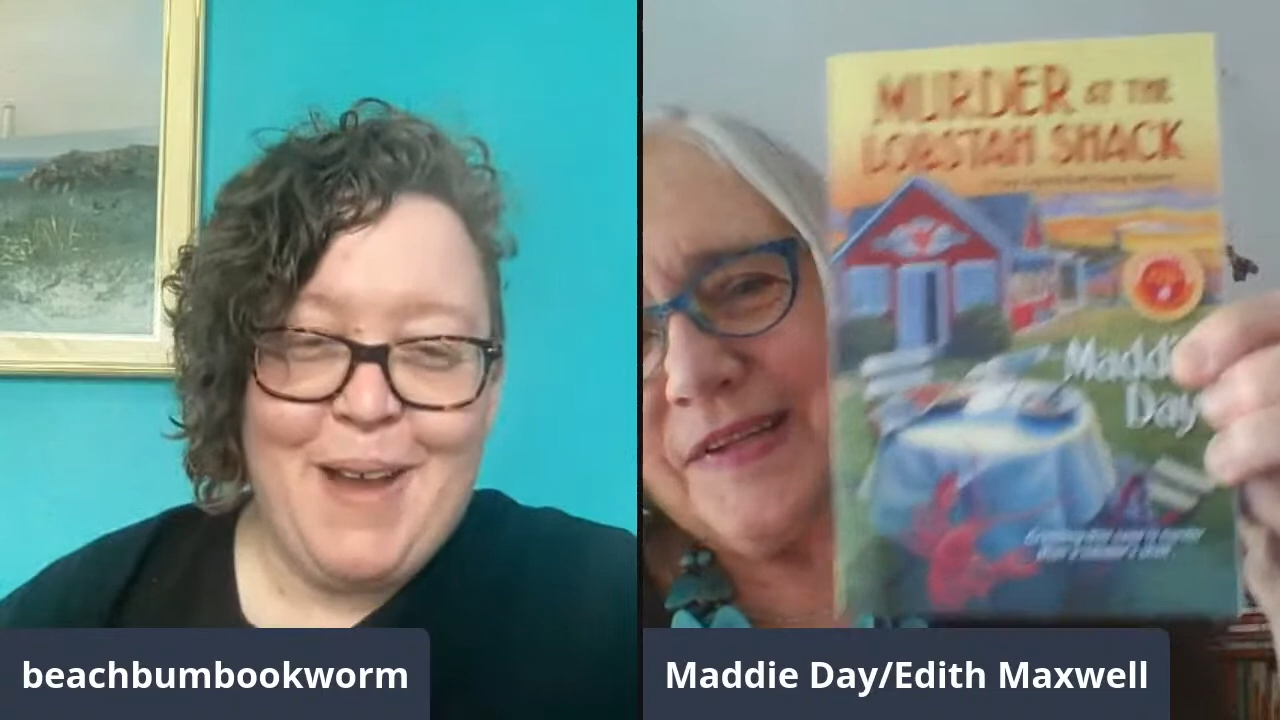 MURDER AT THE
LOBSTAH SHACK
Maddie
Day
beachbumbookworm
Maddie Day/Edith Maxwell